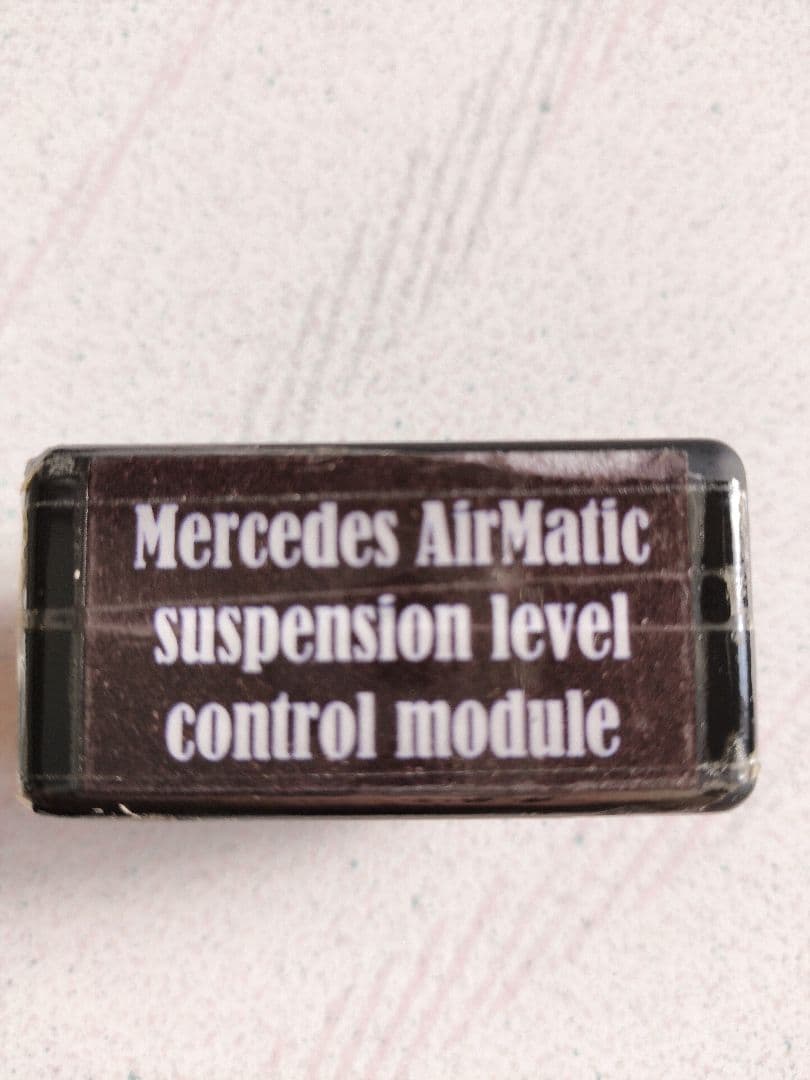 Mercedes AirMatic
suspension level
control module